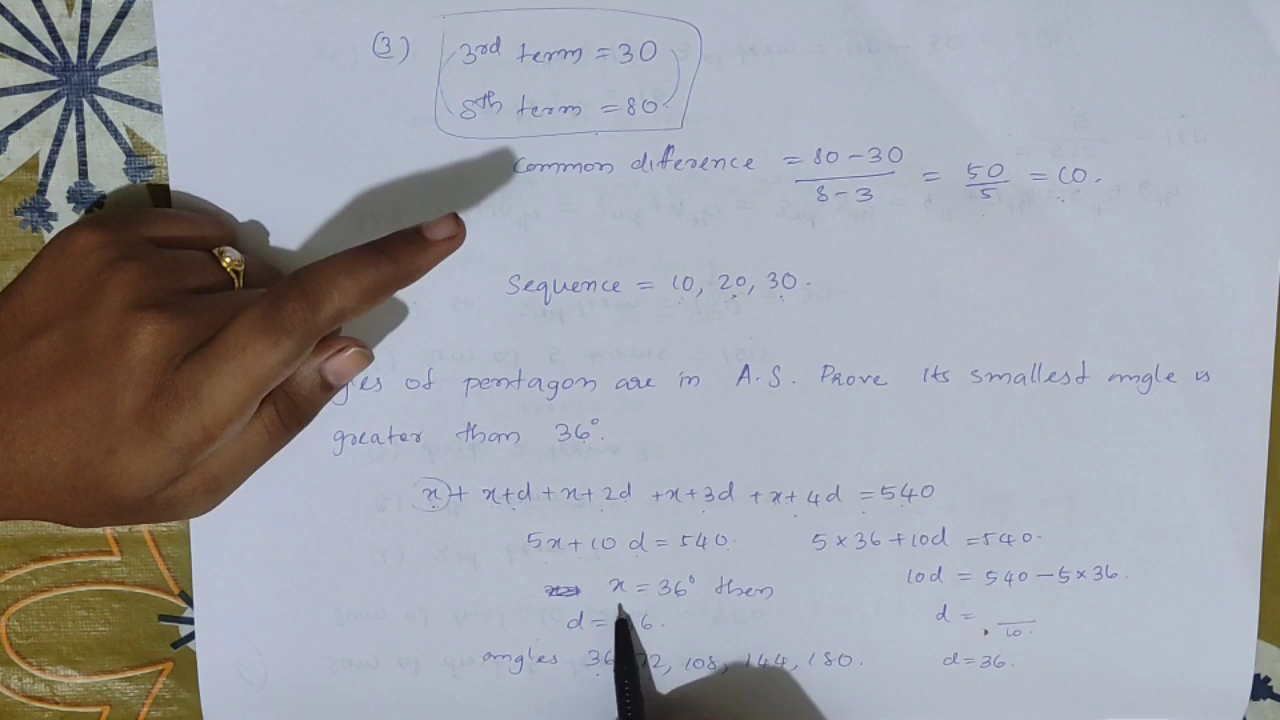 (3) 3rd term = 30
8th term = 80
Common difference = 80 - 30 / 8 - 3 = 50 / 5 = 10.
Sequence = 10, 20, 30.
of pentagon are in A.S. Prove its smallest angle is
greater than 36°.
x + x+d + x+2d + x+3d + x+4d = 540
5x + 10d = 540. 5 × 36 + 10d = 540.
x = 36° then 10d = 540 - 5 × 36.
d = 6. d = /10.
angles 36 72, 108, 144, 180. d = 36.